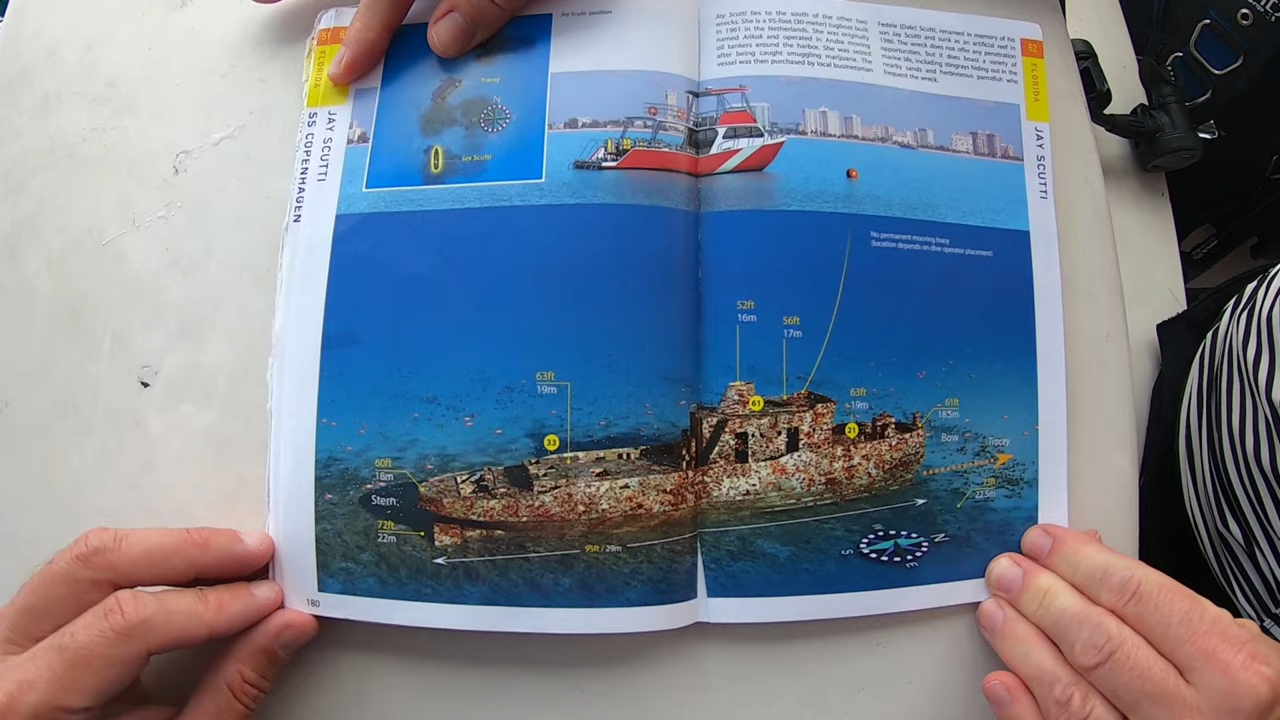 51
FLORIDA
JAY SCUTTI
SS COPENHAGEN
Jay Scutti position
Tracey
Jay Scutti
Jay Scutti lies to the south of the other two
wrecks. She is a 95-foot (30-meter) tugboat built
in 1961 in the Netherlands. She was originally
named Arikok and operated in Aruba moving
oil tankers around the harbor. She was seized
after being caught smuggling marijuana. The
vessel was then purchased by local businessman
Fedele (Dale) Scutti, renamed in memory of his
son Jay Scutti and sunk as an artificial reef in
1986. The wreck does not offer any penetration
opportunities, but it does boast a variety of
marine life, including stingrays hiding out in the
nearby sands and herbivorous parrotfish who
frequent the wreck.
62
FLORIDA
JAY SCUTTI
No permanent mooring buoy
(location depends on dive operator placement)
52ft
16m
56ft
17m
63ft
19m
63ft
19m
61
33
21
61ft
18.5m
Bow
Tracey
60ft
18m
Stern
72ft
22m
73ft
22.5m
95ft / 29m
S
N
E
180